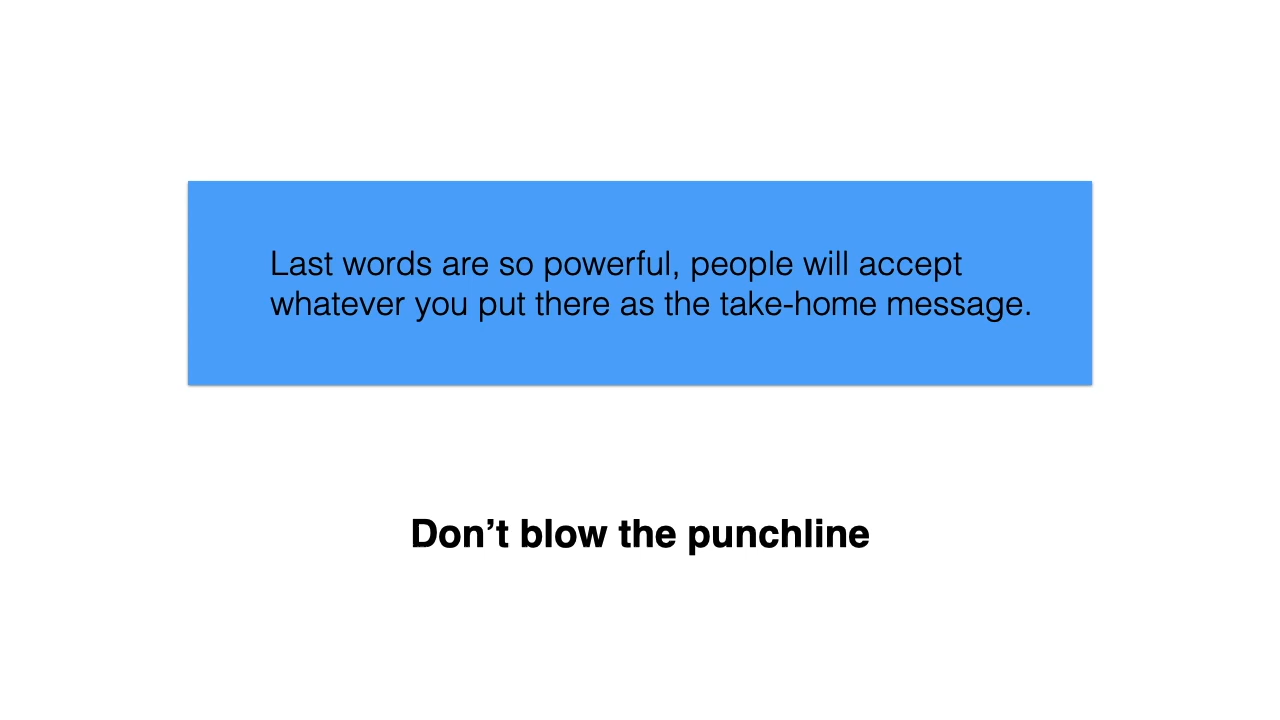 Last words are so powerful, people will accept
whatever you put there as the take-home message.
Don’t blow the punchline